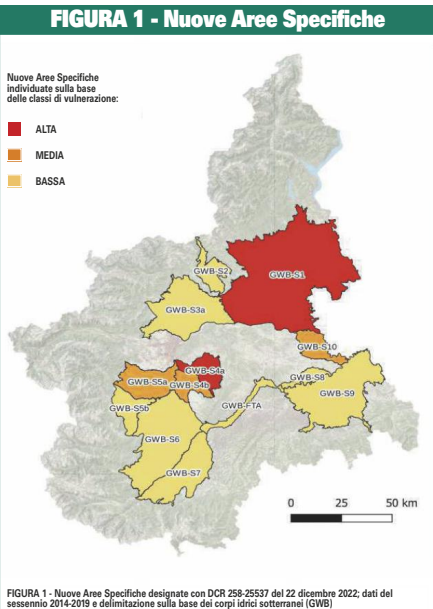 FIGURA 1 - Nuove Aree Specifiche
Nuove Aree Specifiche
individuate sulla base
delle classi di vulnerazione:
ALTA
MEDIA
BASSA
GWB-S2
GWB-S1
GWB-S3a
GWB-S10
GWB-S4a
GWB-S5a
GWB-S4b
GWB-S8
GWB-S9
GWB-S5b
GWB-FTA
GWB-S6
GWB-S7
0 25 50 km
FIGURA 1 - Nuove Aree Specifiche designate con DCR 258-25537 del 22 dicembre 2022; dati del
sessennio 2014-2019 e delimitazione sulla base dei corpi idrici sotterranei (GWB)